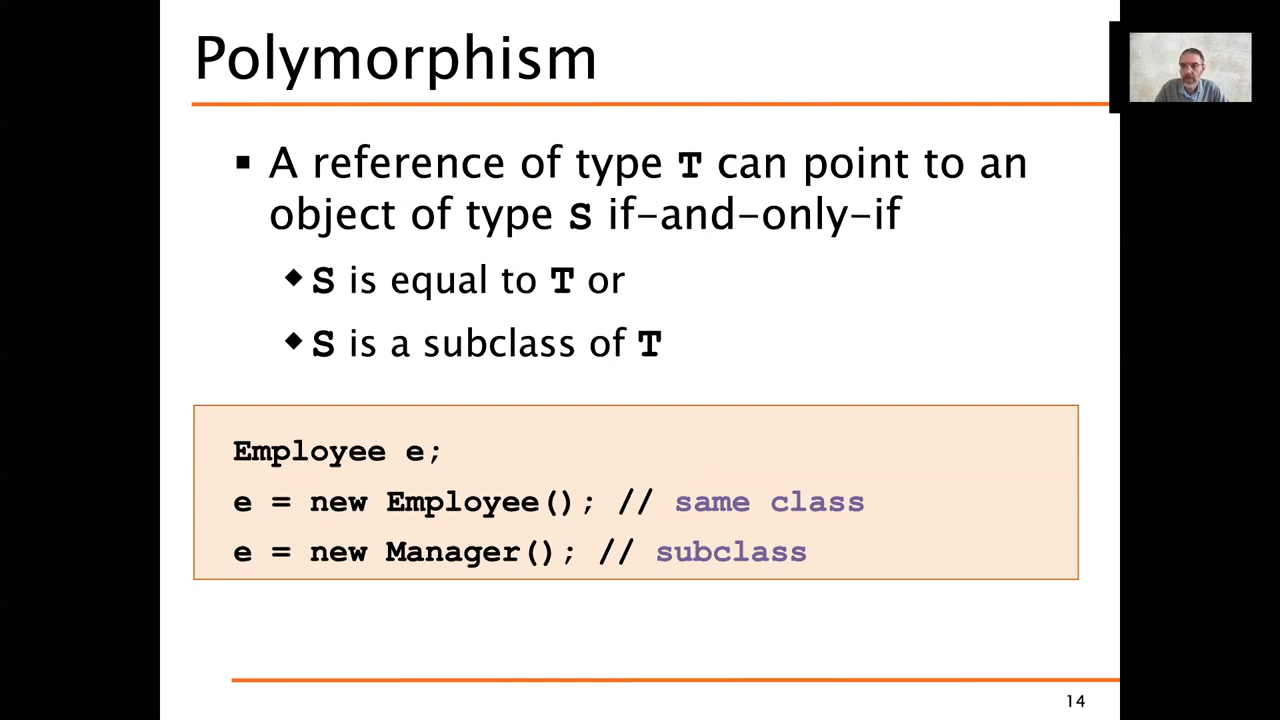 Polymorphism
▪ A reference of type T can point to an
object of type S if-and-only-if
◆ S is equal to T or
◆ S is a subclass of T
Employee e;
e = new Employee(); // same class
e = new Manager(); // subclass
14